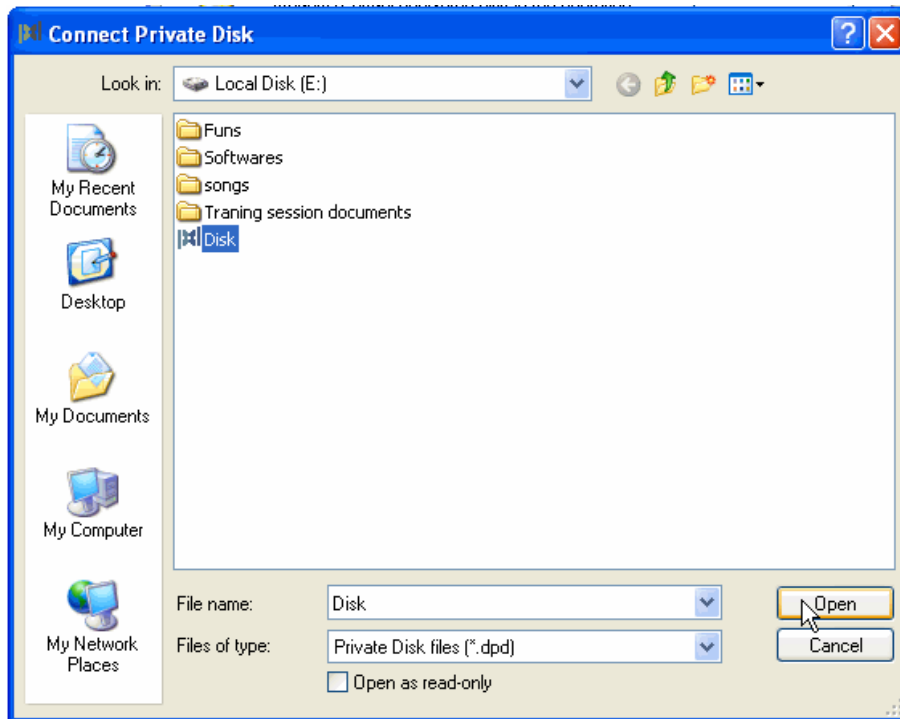 Connect Private Disk
Look in:
Local Disk (E:)
Funs
Softwares
songs
Traning session documents
Disk
My Recent
Documents
Desktop
My Documents
My Computer
My Network
Places
File name:
Disk
Open
Files of type:
Private Disk files (*.dpd)
Cancel
Open as read-only